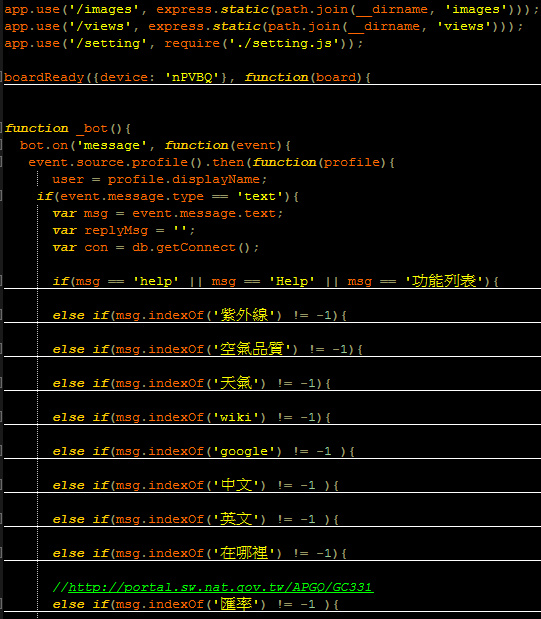 app.use('/images', express.static(path.join(__dirname, 'images')));
app.use('/views', express.static(path.join(__dirname, 'views')));
app.use('/setting', require('./setting.js'));
boardReady({device: 'nPVBQ'}, function(board){
function _bot(){
bot.on('message', function(event){
event.source.profile().then(function(profile){
user = profile.displayName;
if(event.message.type == 'text'){
var msg = event.message.text;
var replyMsg = '';
var con = db.getConnect();
if(msg == 'help' || msg == 'Help' || msg == '功能列表'){
else if(msg.indexOf('紫外線') != -1){
else if(msg.indexOf('空氣品質') != -1){
else if(msg.indexOf('天氣') != -1){
else if(msg.indexOf('wiki') != -1){
else if(msg.indexOf('google') != -1 ){
else if(msg.indexOf('中文') != -1 ){
else if(msg.indexOf('英文') != -1 ){
else if(msg.indexOf('在哪裡') != -1){
//http://portal.sw.nat.gov.tw/APGO/GC331
else if(msg.indexOf('匯率') != -1 ){